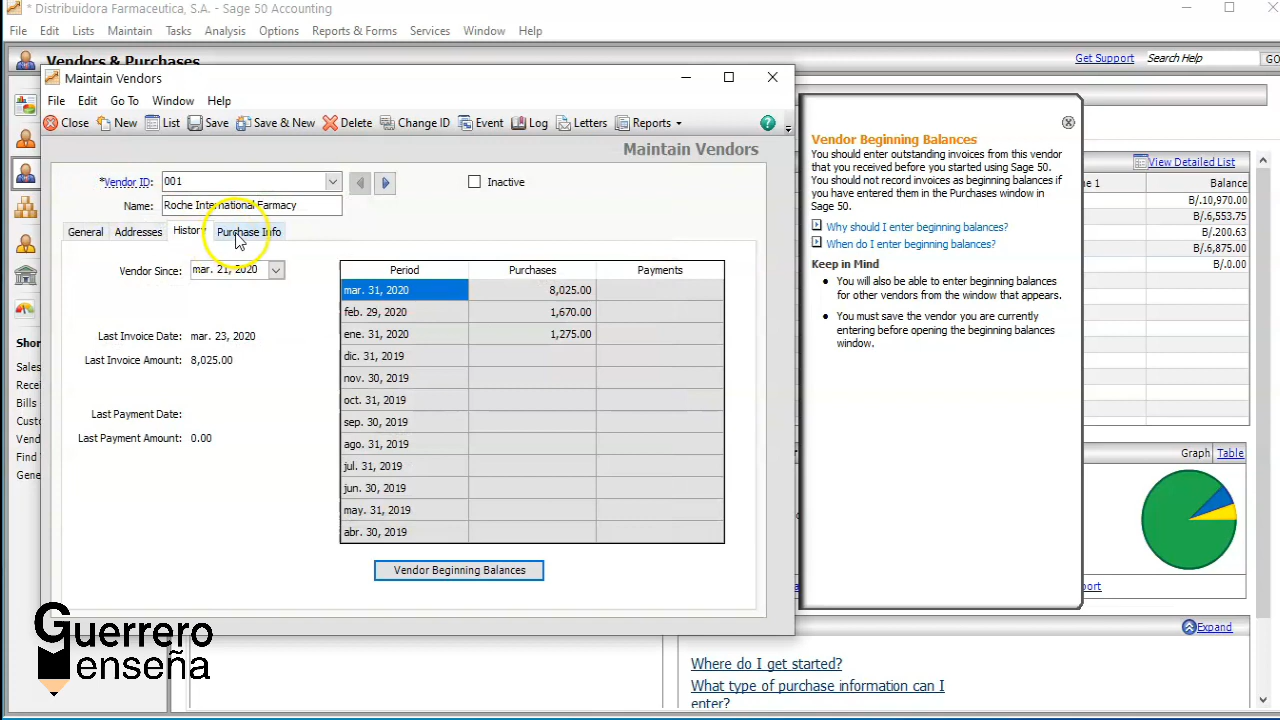 * Distribuidora Farmaceutica, S.A. - Sage 50 Accounting
File Edit Lists Maintain Tasks Analysis Options Reports & Forms Services Window Help
Vendors & Purchases
Get Support Search Help GO
Maintain Vendors
File Edit Go To Window Help
Close New List Save Save & New Delete Change ID Event Log Letters Reports
Maintain Vendors
*Vendor ID: 001
Inactive
Name: Roche International Farmacy
General Addresses History Purchase Info
Vendor Since: mar. 21, 2020
Last Invoice Date: mar. 23, 2020
Last Invoice Amount: 8,025.00
Last Payment Date:
Last Payment Amount: 0.00
Period Purchases Payments
mar. 31, 2020 8,025.00
feb. 29, 2020 1,670.00
ene. 31, 2020 1,275.00
dic. 31, 2019
nov. 30, 2019
oct. 31, 2019
sep. 30, 2019
ago. 31, 2019
jul. 31, 2019
jun. 30, 2019
may. 31, 2019
abr. 30, 2019
Vendor Beginning Balances
Vendor Beginning Balances
You should enter outstanding invoices from this vendor
that you received before you started using Sage 50.
You should not record invoices as beginning balances if
you have entered them in the Purchases window in
Sage 50.
Why should I enter beginning balances?
When do I enter beginning balances?
Keep in Mind
You will also be able to enter beginning balances
for other vendors from the window that appears.
You must save the vendor you are currently
entering before opening the beginning balances
window.
View Detailed List
e 1 Balance
B/.10,970.00
B/.6,553.75
B/.200.63
B/.6,875.00
B/.0.00
Graph Table
ort
Expand
Shor
Sales
Recei
Bills
Custo
Vend
Find
Gene
Where do I get started?
What type of purchase information can I
enter?
Guerrero
enseña